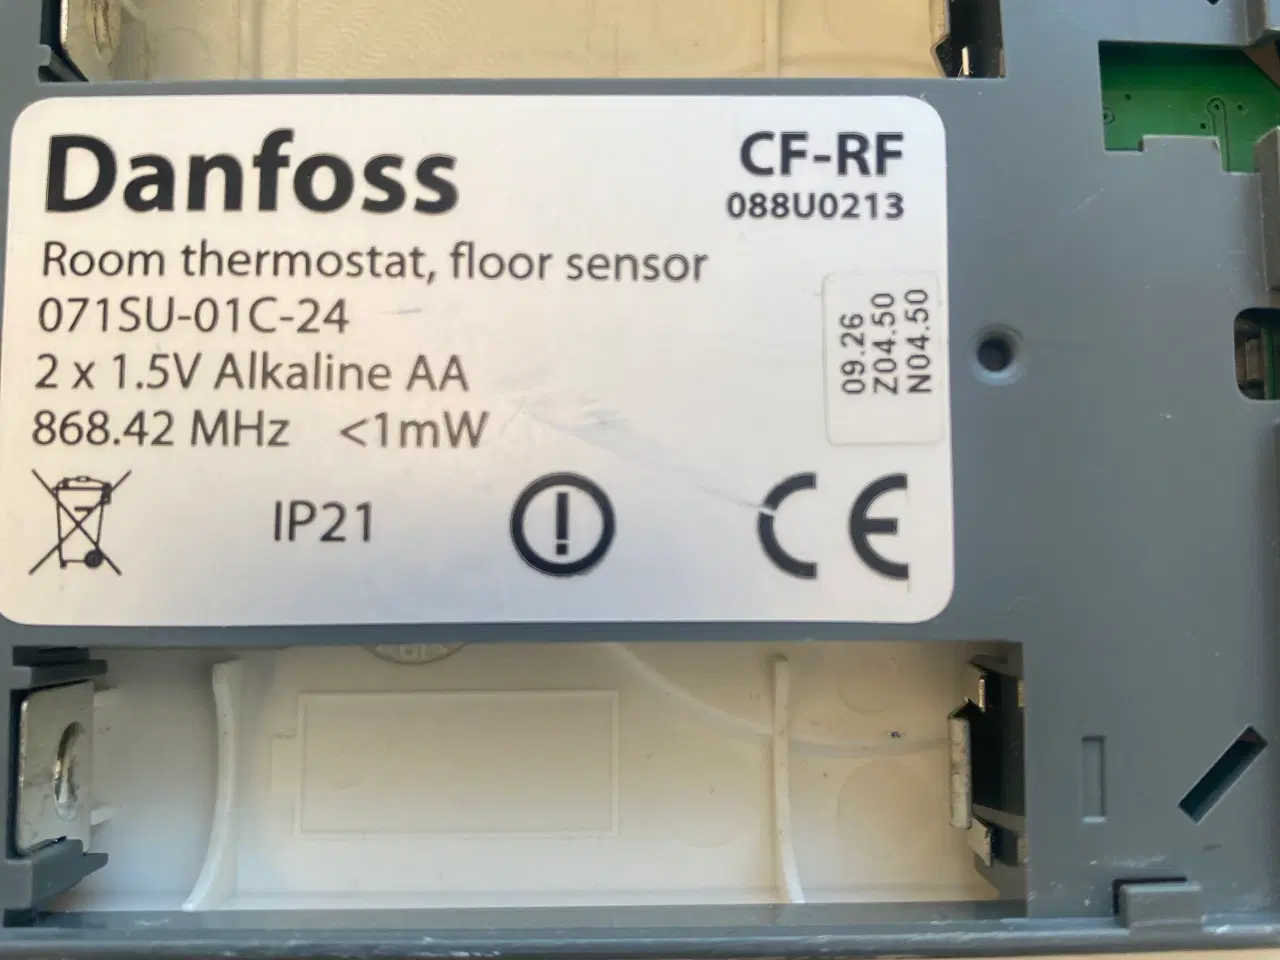 Danfoss
CF-RF
088U0213
Room thermostat, floor sensor
071SU-01C-24
2 x 1.5V Alkaline AA
868.42 MHz <1mW
09.26
Z04.50
N04.50
IP21
CE